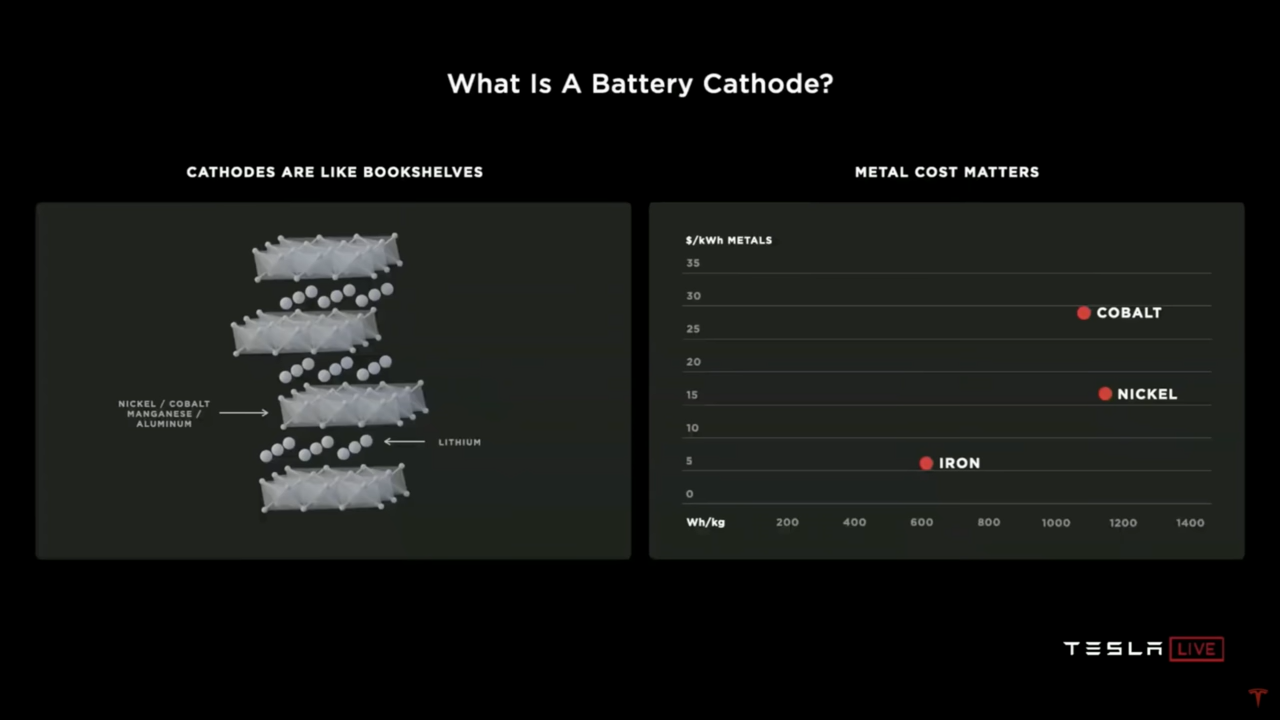 What Is A Battery Cathode?
CATHODES ARE LIKE BOOKSHELVES
NICKEL / COBALT
MANGANESE /
ALUMINUM
LITHIUM
METAL COST MATTERS
$/kWh METALS
35
30
25
20
15
10
5
0
COBALT
NICKEL
IRON
Wh/kg 200 400 600 800 1000 1200 1400
TESLA LIVE